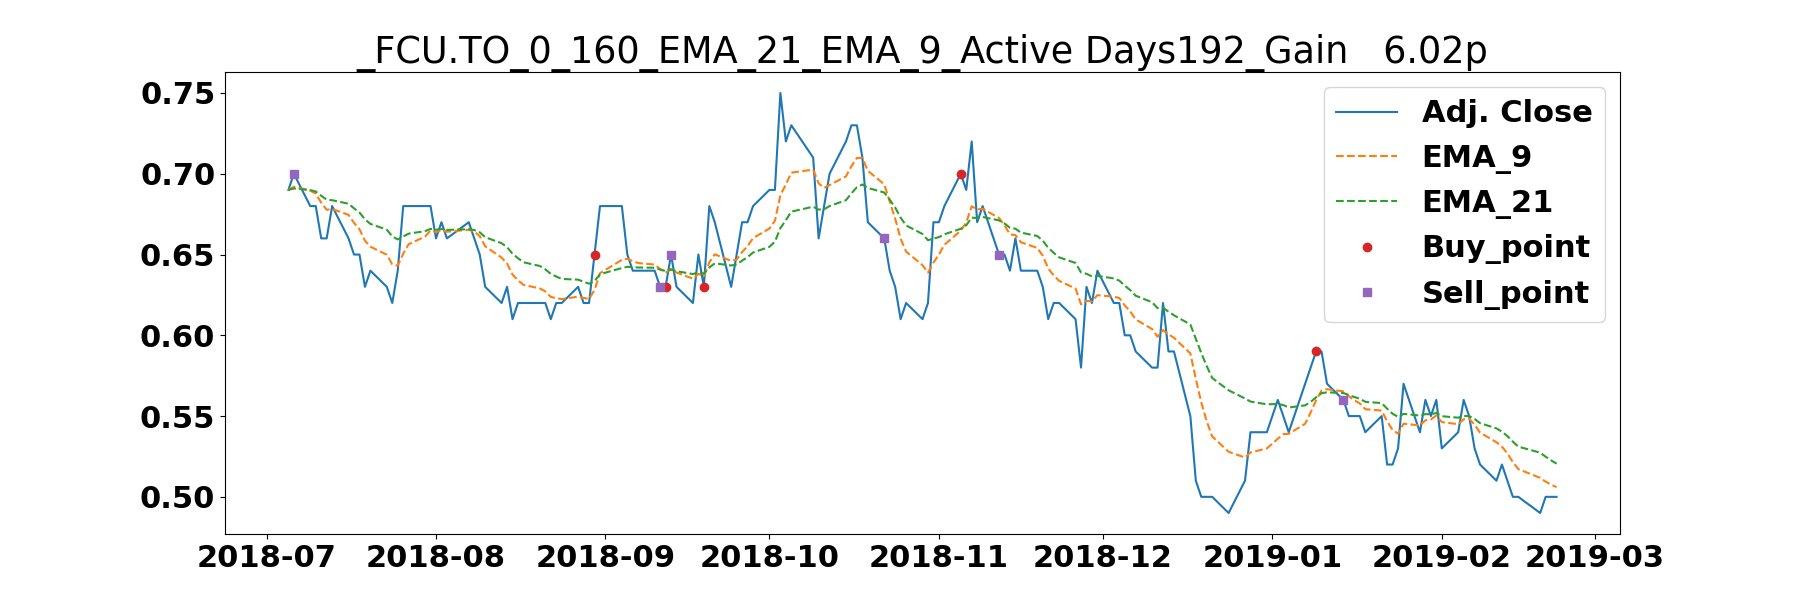 _FCU.TO_0_160_EMA_21_EMA_9_Active Days192_Gain   6.02p
0.75
0.70
0.65
0.60
0.55
0.50
Adj. Close
EMA_9
EMA_21
Buy_point
Sell_point
2018-07 2018-08 2018-09 2018-10 2018-11 2018-12 2019-01 2019-02 2019-03